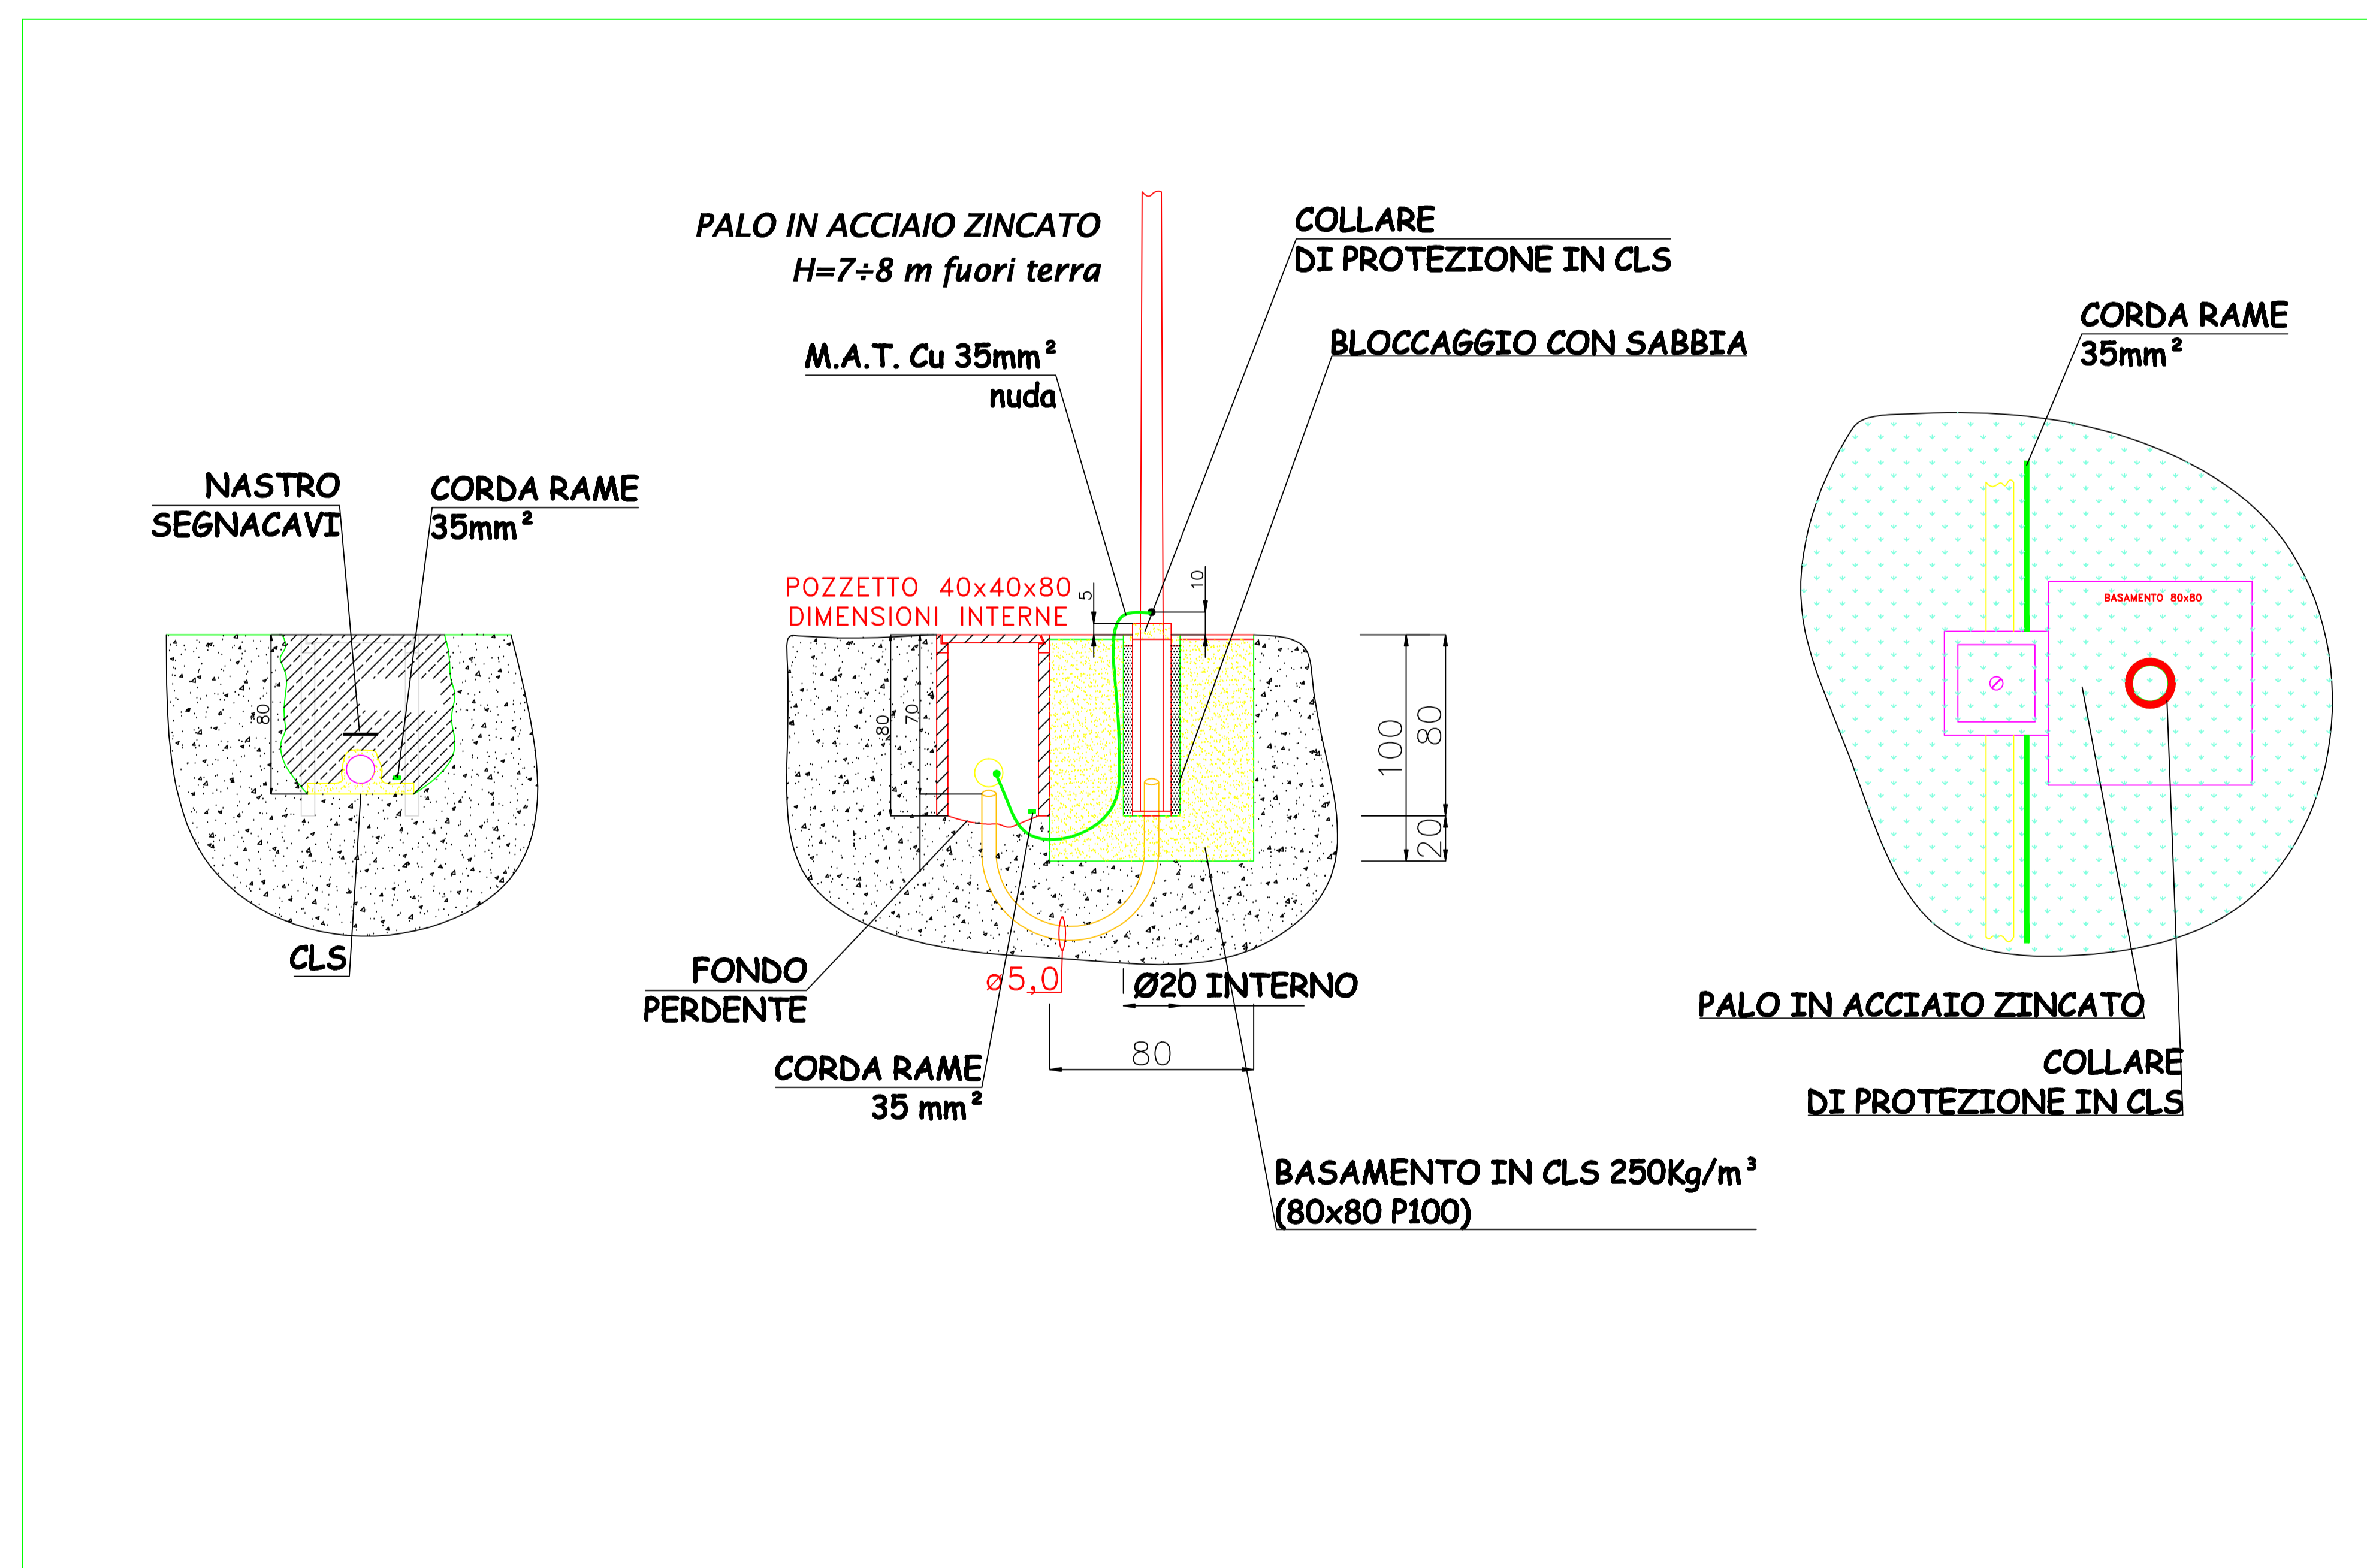 PALO IN ACCIAIO ZINCATO
H=7÷8 m fuori terra
COLLARE
DI PROTEZIONE IN CLS
M.A.T. Cu 35mm²
nuda
BLOCCAGGIO CON SABBIA
CORDA RAME
35mm²
NASTRO
SEGNACAVI
CORDA RAME
35mm²
POZZETTO 40x40x80
DIMENSIONI INTERNE
5
10
BASAMENTO 80x80
80
80
70
100
80
20
CLS
FONDO
PERDENTE
ø5,0
Ø20 INTERNO
80
CORDA RAME
35 mm²
PALO IN ACCIAIO ZINCATO
COLLARE
DI PROTEZIONE IN CLS
BASAMENTO IN CLS 250Kg/m³
(80x80 P100)